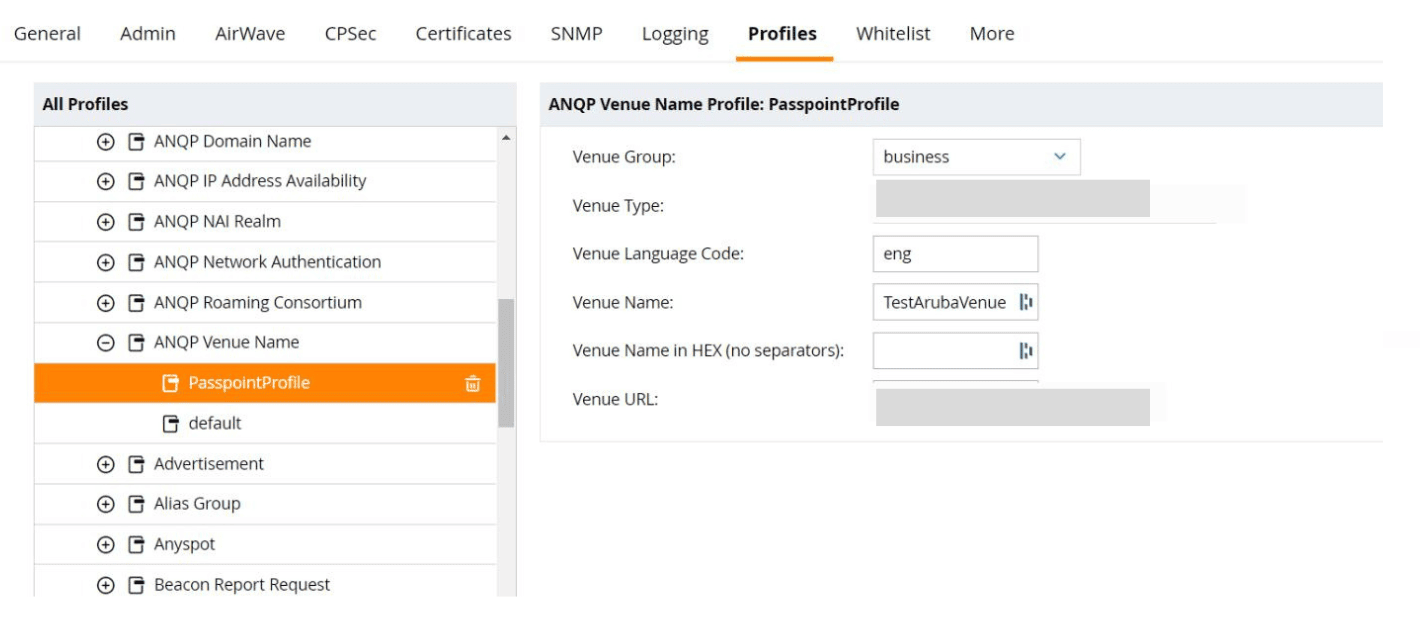 General Admin AirWave CPSec Certificates SNMP Logging Profiles Whitelist More
All Profiles
ANQP Domain Name
ANQP IP Address Availability
ANQP NAI Realm
ANQP Network Authentication
ANQP Roaming Consortium
ANQP Venue Name
PasspointProfile
default
Advertisement
Alias Group
Anyspot
Beacon Report Request
ANQP Venue Name Profile: PasspointProfile
Venue Group: business
Venue Type:
Venue Language Code: eng
Venue Name: TestArubaVenue
Venue Name in HEX (no separators):
Venue URL: